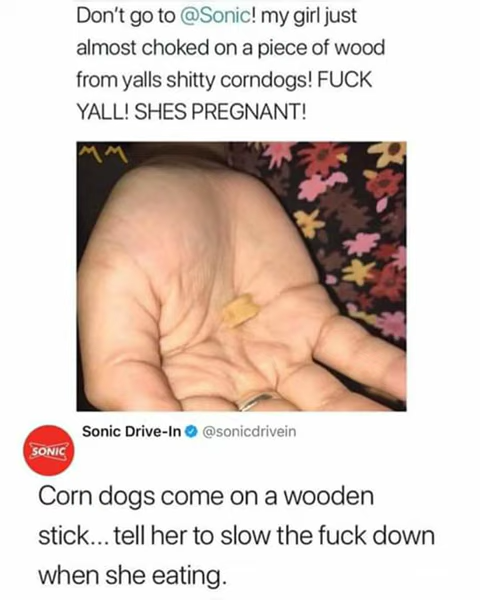 Don't go to @Sonic! my girl just
almost choked on a piece of wood
from yalls shitty corndogs! FUCK
YALL! SHES PREGNANT!
Sonic Drive-In @sonicdrivein
SONIC
Corn dogs come on a wooden
stick... tell her to slow the fuck down
when she eating.